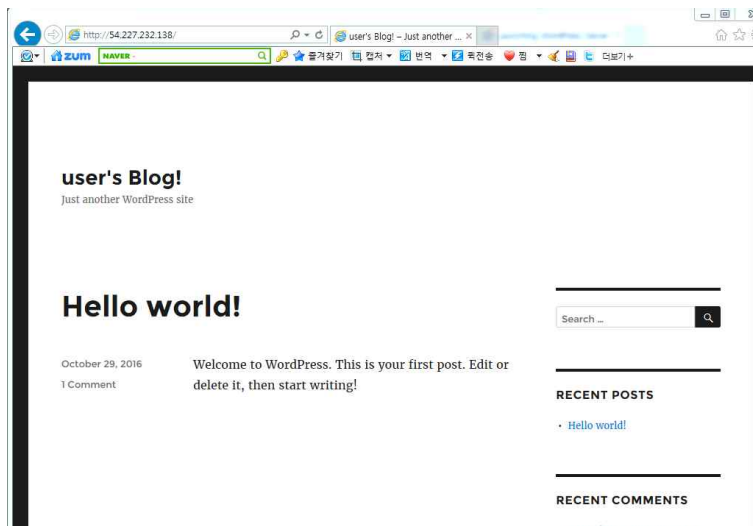 http://54.227.232.138/
user's Blog! – Just another ...
zum NAVER 즐겨찾기 캡처 번역 퀵전송 찜 더보기+
user's Blog!
Just another WordPress site
Hello world!
Search ...
October 29, 2016
Welcome to WordPress. This is your first post. Edit or
1 Comment
delete it, then start writing!
RECENT POSTS
Hello world!
RECENT COMMENTS